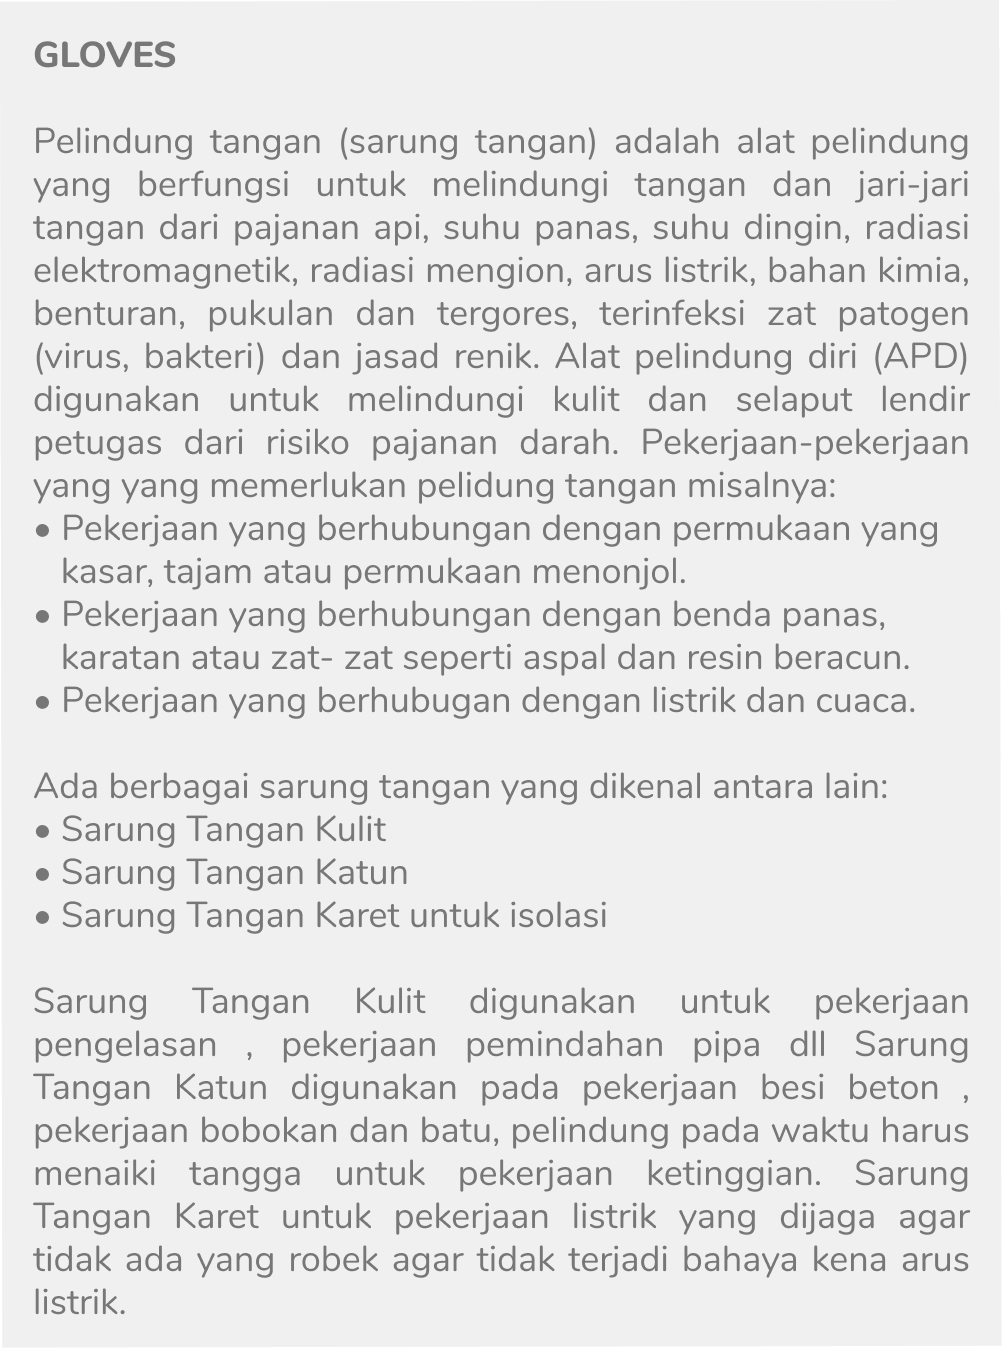 GLOVES
Pelindung tangan (sarung tangan) adalah alat pelindung
yang berfungsi untuk melindungi tangan dan jari-jari
tangan dari pajanan api, suhu panas, suhu dingin, radiasi
elektromagnetik, radiasi mengion, arus listrik, bahan kimia,
benturan, pukulan dan tergores, terinfeksi zat patogen
(virus, bakteri) dan jasad renik. Alat pelindung diri (APD)
digunakan untuk melindungi kulit dan selaput lendir
petugas dari risiko pajanan darah. Pekerjaan-pekerjaan
yang yang memerlukan pelidung tangan misalnya:
• Pekerjaan yang berhubungan dengan permukaan yang
kasar, tajam atau permukaan menonjol.
• Pekerjaan yang berhubungan dengan benda panas,
karatan atau zat- zat seperti aspal dan resin beracun.
• Pekerjaan yang berhubugan dengan listrik dan cuaca.
Ada berbagai sarung tangan yang dikenal antara lain:
• Sarung Tangan Kulit
• Sarung Tangan Katun
• Sarung Tangan Karet untuk isolasi
Sarung Tangan Kulit digunakan untuk pekerjaan
pengelasan , pekerjaan pemindahan pipa dll Sarung
Tangan Katun digunakan pada pekerjaan besi beton ,
pekerjaan bobokan dan batu, pelindung pada waktu harus
menaiki tangga untuk pekerjaan ketinggian. Sarung
Tangan Karet untuk pekerjaan listrik yang dijaga agar
tidak ada yang robek agar tidak terjadi bahaya kena arus
listrik.